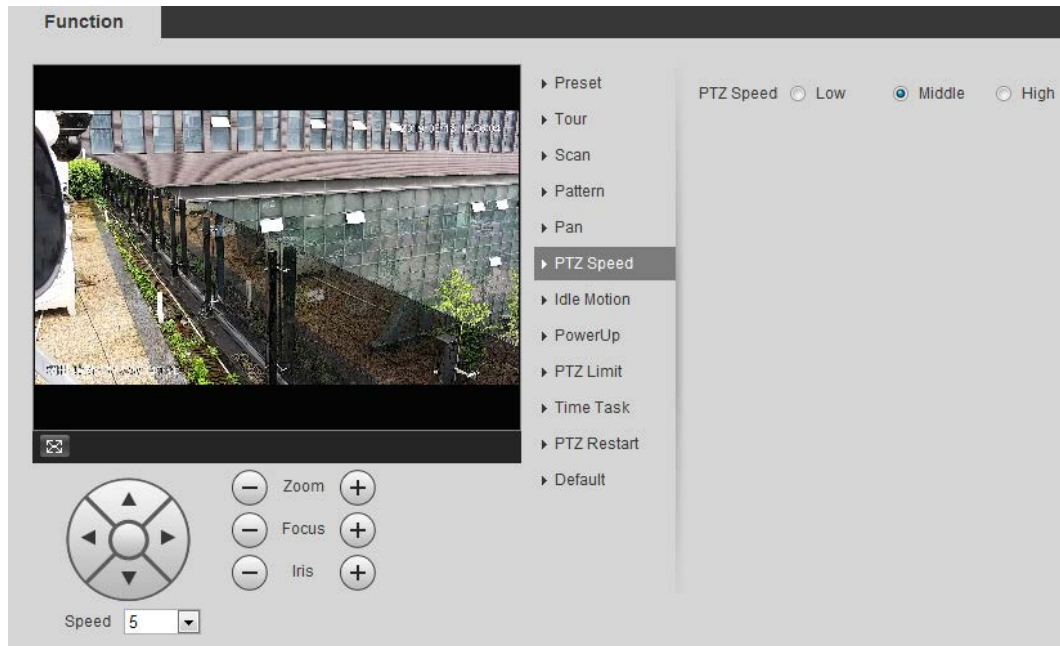 Function
Preset
Tour
Scan
Pattern
Pan
PTZ Speed
Idle Motion
PowerUp
PTZ Limit
Time Task
PTZ Restart
Default
PTZ Speed Low Middle High
Zoom
Focus
Iris
Speed 5